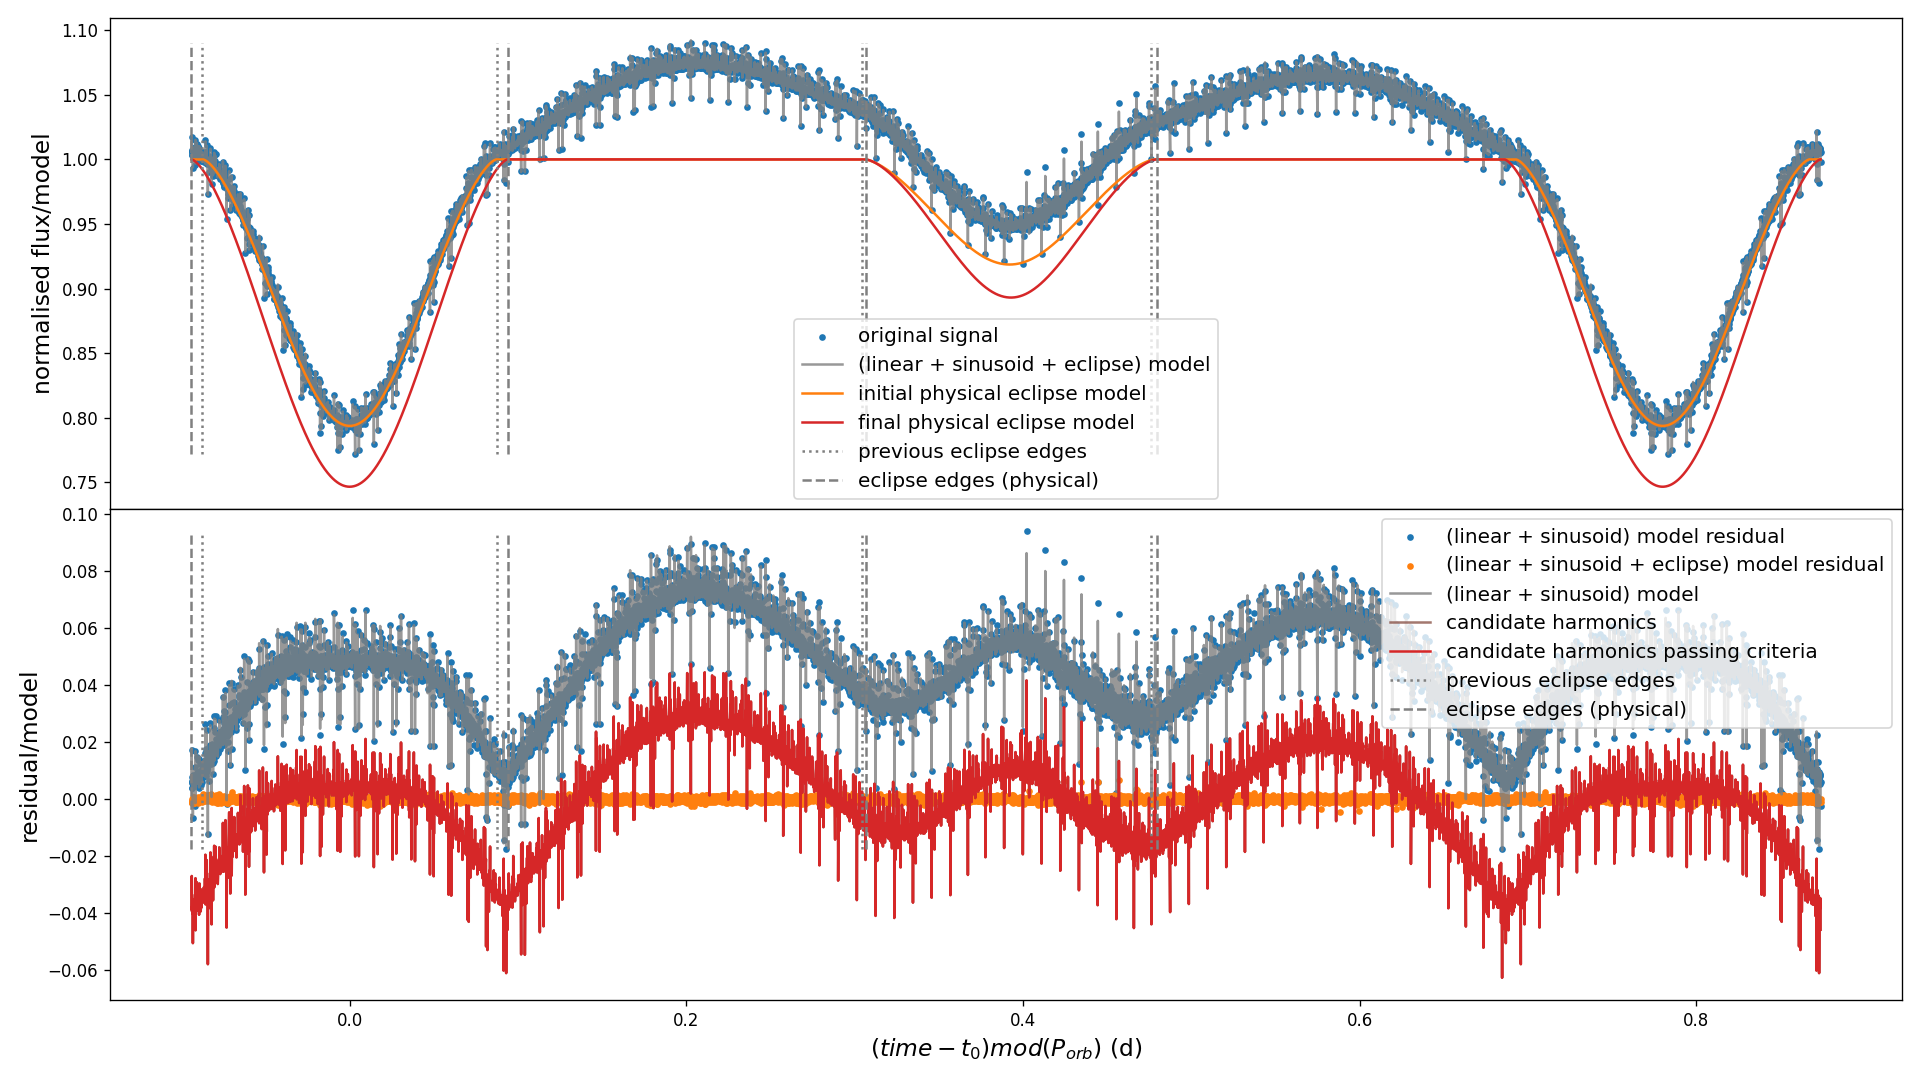 normalised flux/model
1.10
1.05
1.00
0.95
0.90
0.85
0.80
0.75
original signal
(linear + sinusoid + eclipse) model
initial physical eclipse model
final physical eclipse model
previous eclipse edges
eclipse edges (physical)
residual/model
0.10
0.08
0.06
0.04
0.02
0.00
−0.02
−0.04
−0.06
(linear + sinusoid) model residual
(linear + sinusoid + eclipse) model residual
(linear + sinusoid) model
candidate harmonics
candidate harmonics passing criteria
previous eclipse edges
eclipse edges (physical)
0.0 0.2 0.4 0.6 0.8
(time − t₀)mod(P_orb) (d)